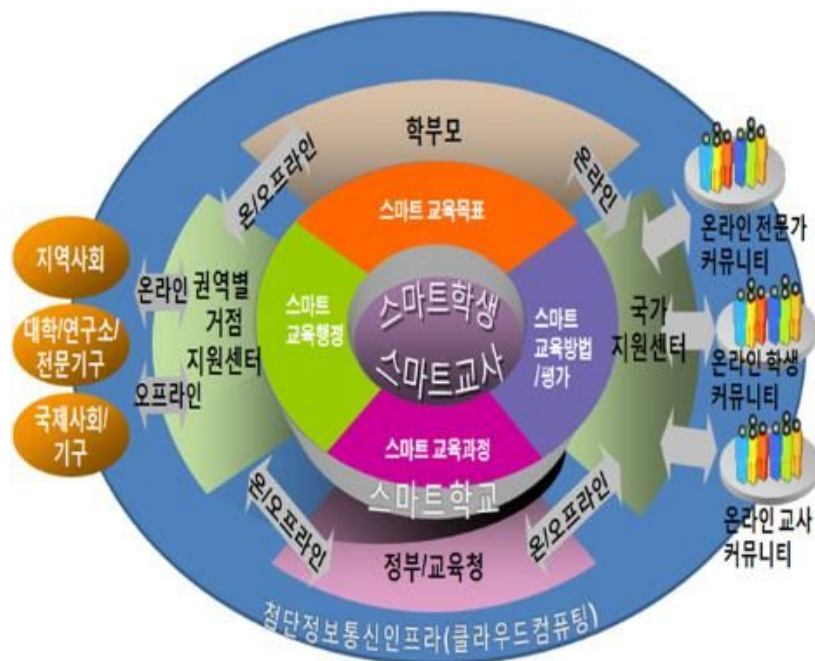 학부모
온/오프라인
온라인
스마트 교육목표
온라인 전문가
커뮤니티
지역사회
온라인
권역별
거점
지원센터
스마트
교육행정
스마트학생
스마트교사
스마트
교육방법
/평가
국가
지원센터
대학/연구소/
전문기구
오프라인
온라인 학생
커뮤니티
국제사회/
기구
스마트 교육과정
스마트학교
온/오프라인
온/오프라인
정부/교육청
온라인 교사
커뮤니티
첨단정보통신인프라(클라우드컴퓨팅)